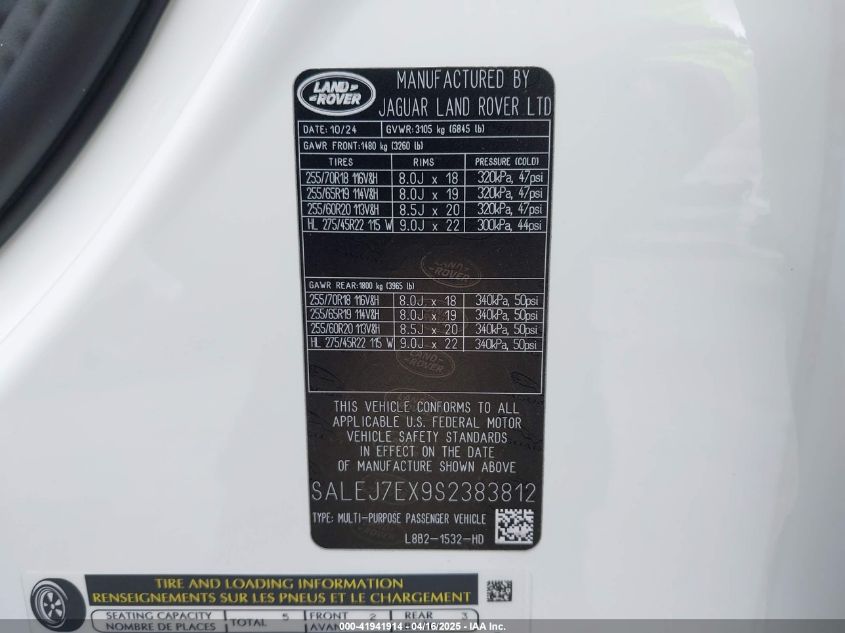 LAND-
-ROVER
MANUFACTURED BY
JAGUAR LAND ROVER LTD
DATE: 10/24 GVWR: 3105 kg (6845 lb)
GAWR FRONT: 1480 kg (3260 lb)
TIRES RIMS PRESSURE (COLD)
255/70R18 116V&H 8.0J x 18 320kPa, 47psi
255/65R19 114V&H 8.0J x 19 320kPa, 47psi
255/60R20 113V&H 8.5J x 20 320kPa, 47psi
HL 275/45R22 115 W 9.0J x 22 300kPa, 44psi
LAND-
-ROVER
GAWR REAR: 1800 kg (3965 lb)
255/70R18 116V&H 8.0J x 18 340kPa, 50psi
255/65R19 114V&H 8.0J x 19 340kPa, 50psi
255/60R20 113V&H 8.5J x 20 340kPa, 50psi
HL 275/45R22 115 W 9.0J x 22 340kPa, 50psi
LAND-
-ROVER
THIS VEHICLE CONFORMS TO ALL
APPLICABLE U.S. FEDERAL MOTOR
VEHICLE SAFETY STANDARDS
IN EFFECT ON THE DATE
OF MANUFACTURE SHOWN ABOVE
SALEJ7EX9S2383812
TYPE: MULTI-PURPOSE PASSENGER VEHICLE
L8B2-1532-HD
TIRE AND LOADING INFORMATION
RENSEIGNEMENTS SUR LES PNEUS ET LE CHARGEMENT
SEATING CAPACITY TOTAL 5 FRONT 2 REAR 3
NOMBRE DE PLACES
000-41941914 - 04/16/2025 - IAA Inc.